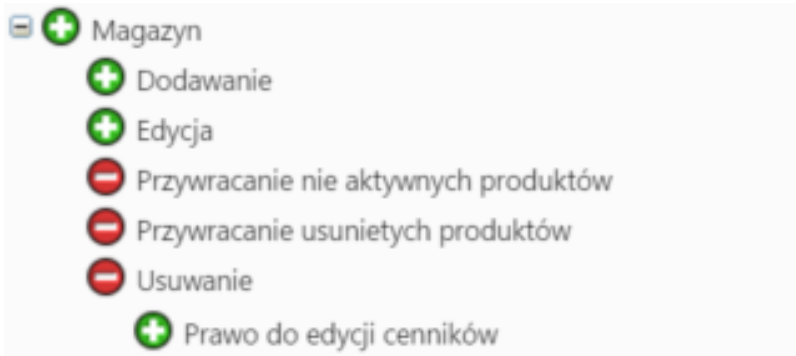 Magazyn
Dodawanie
Edycja
Przywracanie nie aktywnych produktów
Przywracanie usunietych produktów
Usuwanie
Prawo do edycji cenników